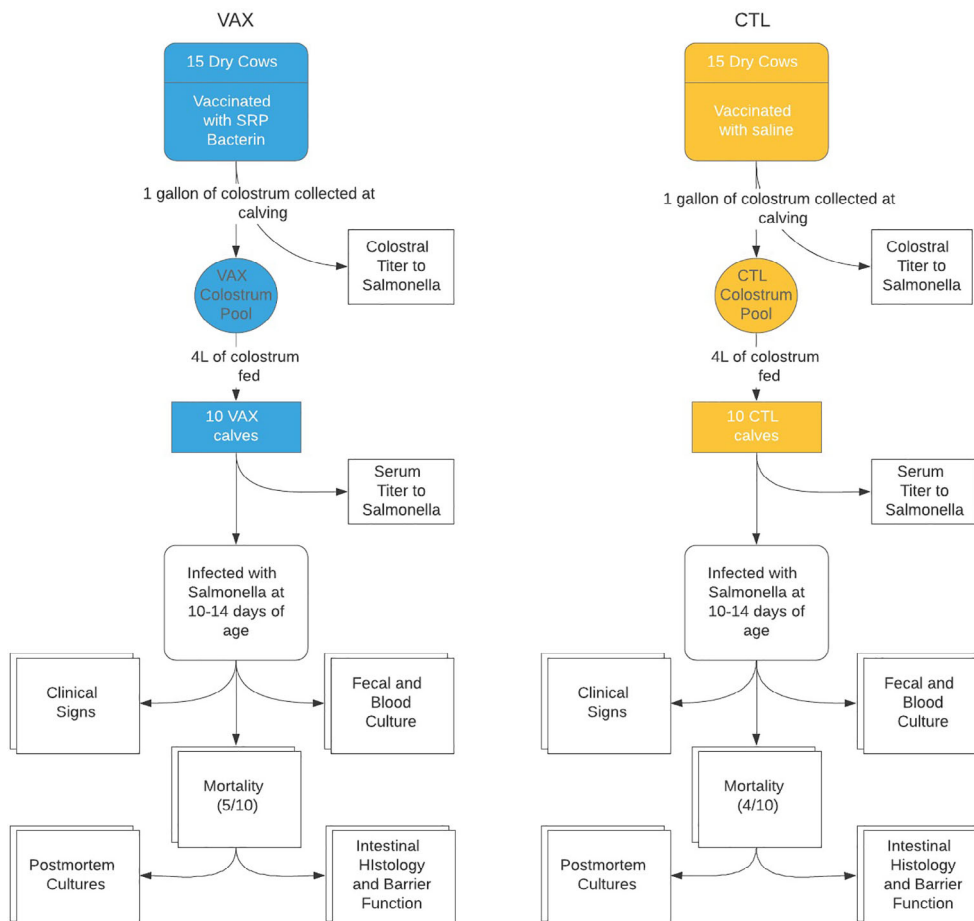 VAX
15 Dry Cows
Vaccinated
with SRP
Bacterin
1 gallon of colostrum collected at
calving
Colostral
Titer to
Salmonella
VAX
Colostrum
Pool
4L of colostrum
fed
10 VAX
calves
Serum
Titer to
Salmonella
Infected with
Salmonella at
10-14 days of
age
Clinical
Signs
Fecal and
Blood
Culture
Mortality
(5/10)
Postmortem
Cultures
Intestinal
HIstology
and Barrier
Function
CTL
15 Dry Cows
Vaccinated
with saline
1 gallon of colostrum collected at
calving
Colostral
Titer to
Salmonella
CTL
Colostrum
Pool
4L of colostrum
fed
10 CTL
calves
Serum
Titer to
Salmonella
Infected with
Salmonella at
10-14 days of
age
Clinical
Signs
Fecal and
Blood
Culture
Mortality
(4/10)
Postmortem
Cultures
Intestinal
Histology
and Barrier
Function